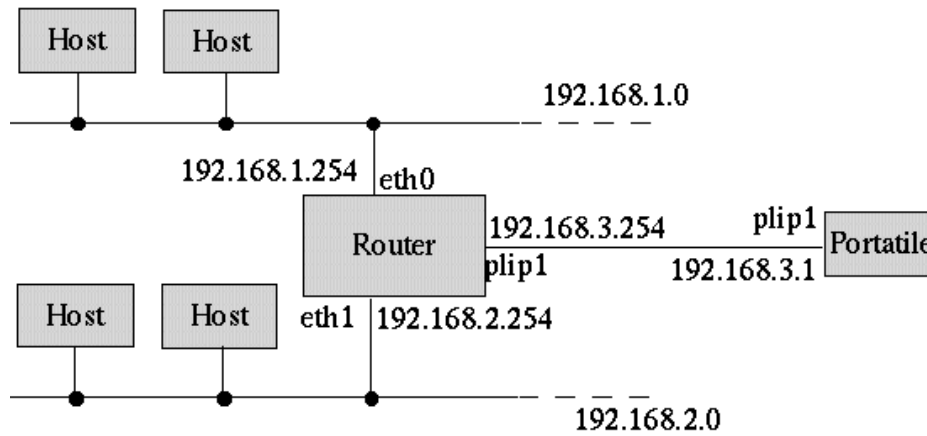 Host
Host
192.168.1.0
192.168.1.254
eth0
Router
192.168.3.254
plip1
plip1
192.168.3.1
Portatile
Host
Host
eth1
192.168.2.254
192.168.2.0